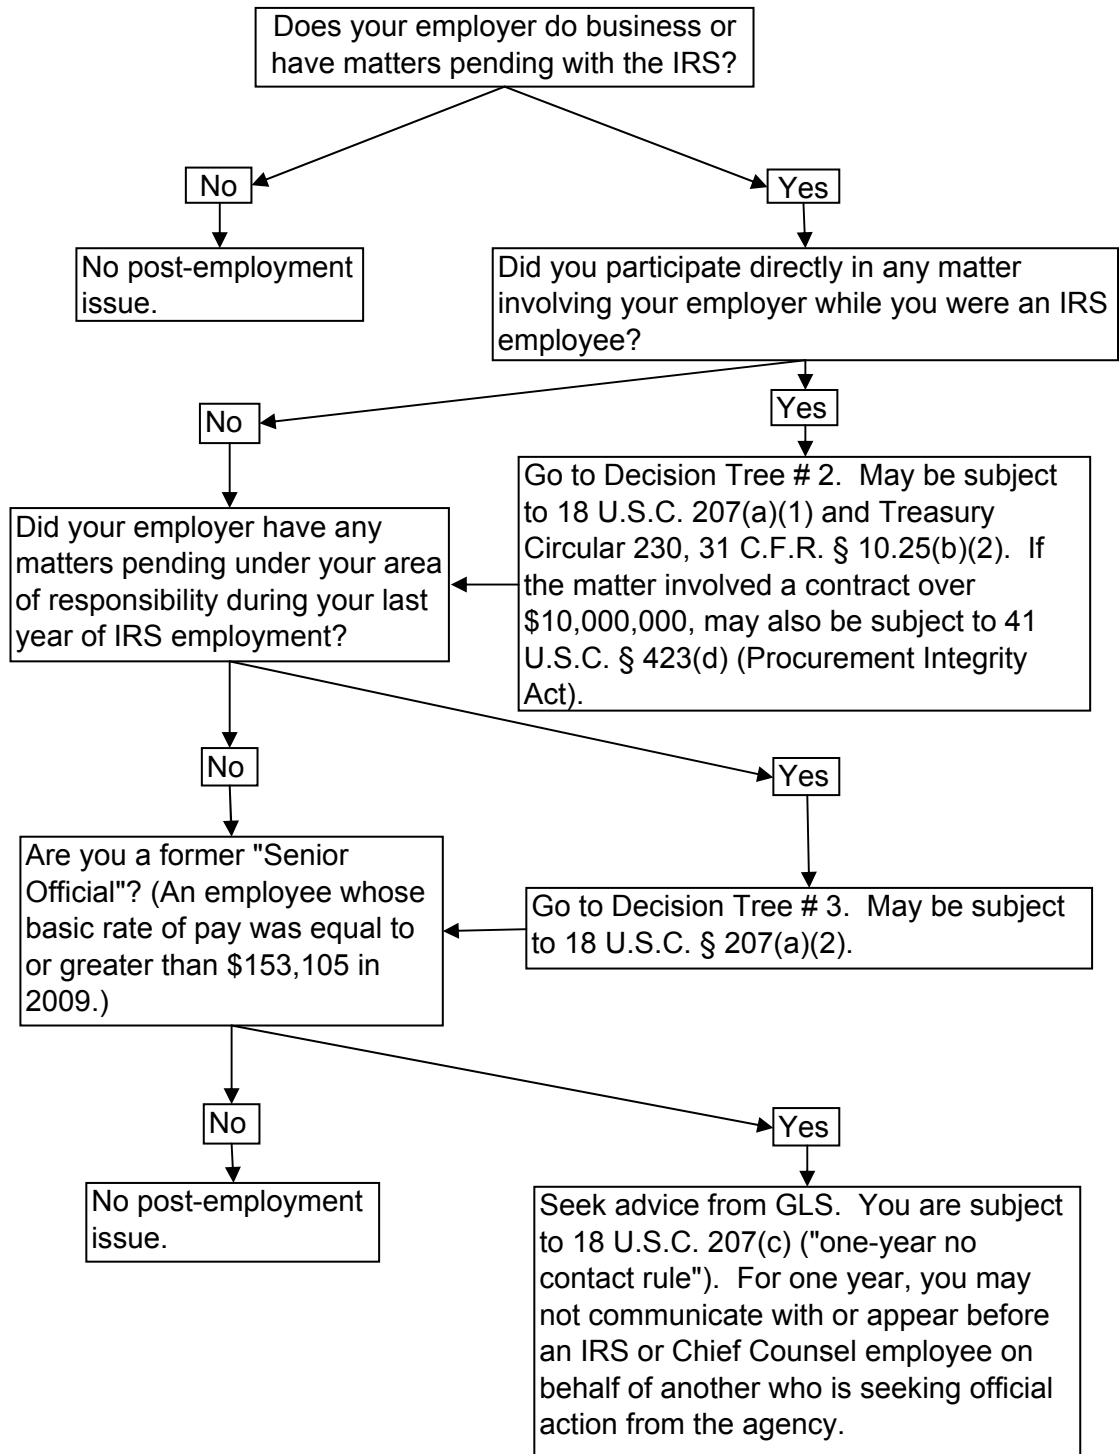 Does your employer do business or
have matters pending with the IRS?
No
Yes
No post-employment
issue.
Did you participate directly in any matter
involving your employer while you were an IRS
employee?
No
Yes
Go to Decision Tree # 2.  May be subject
to 18 U.S.C. 207(a)(1) and Treasury
Circular 230, 31 C.F.R. § 10.25(b)(2).  If
the matter involved a contract over
$10,000,000, may also be subject to 41
U.S.C. § 423(d) (Procurement Integrity
Act).
Did your employer have any
matters pending under your area
of responsibility during your last
year of IRS employment?
No
Yes
Are you a former "Senior
Official"? (An employee whose
basic rate of pay was equal to
or greater than $153,105 in
2009.)
Go to Decision Tree # 3.  May be subject
to 18 U.S.C. § 207(a)(2).
No
Yes
No post-employment
issue.
Seek advice from GLS.  You are subject
to 18 U.S.C. 207(c) ("one-year no
contact rule").  For one year, you may
not communicate with or appear before
an IRS or Chief Counsel employee on
behalf of another who is seeking official
action from the agency.